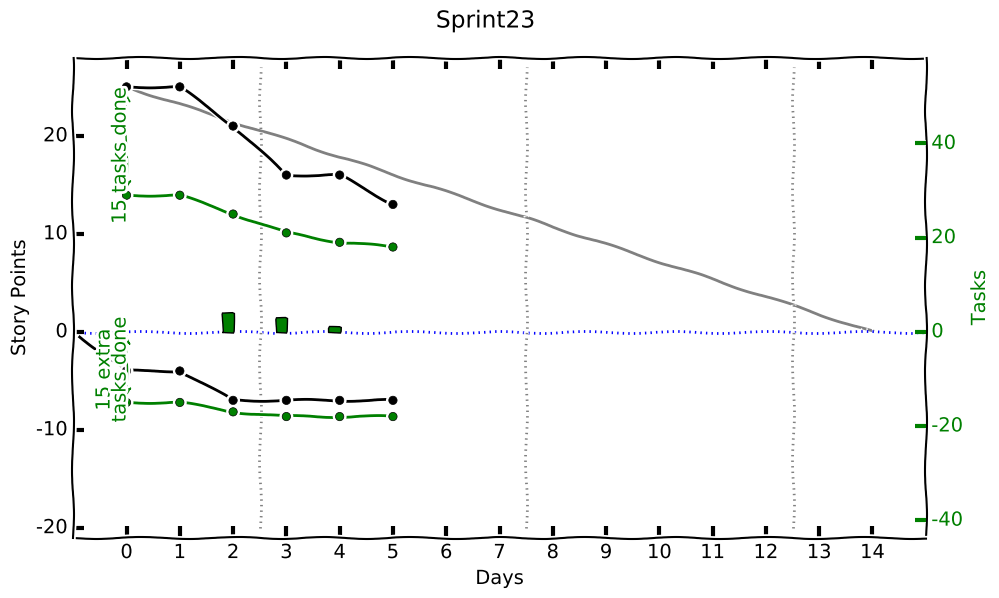 Sprint23
Story Points
20
10
0
-10
-20
15 tasks done
15 extra
tasks done
40
20
0
-20
-40
Tasks
0 1 2 3 4 5 6 7 8 9 10 11 12 13 14
Days